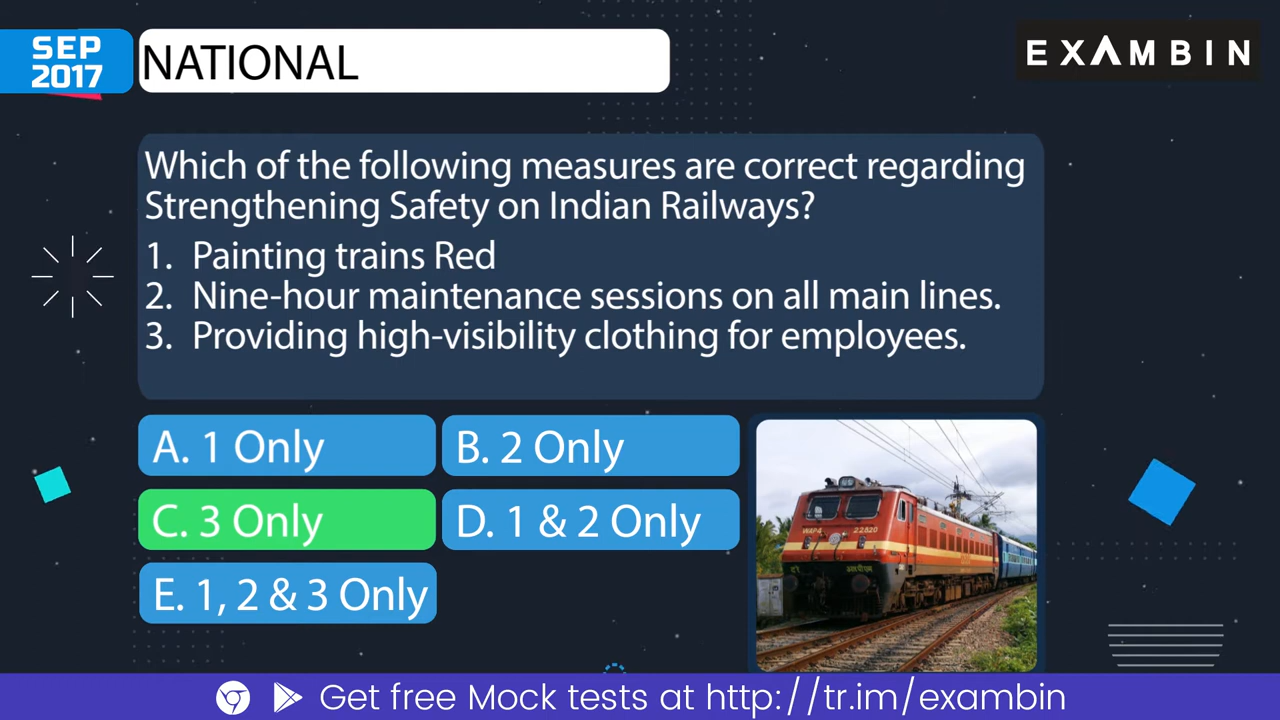 SEP
2017
NATIONAL
EXAMBIN
Which of the following measures are correct regarding
Strengthening Safety on Indian Railways?
1. Painting trains Red
2. Nine-hour maintenance sessions on all main lines.
3. Providing high-visibility clothing for employees.
A. 1 Only
B. 2 Only
C. 3 Only
D. 1 & 2 Only
E. 1, 2 & 3 Only
WAP4
22820
Get free Mock tests at http://tr.im/exambin